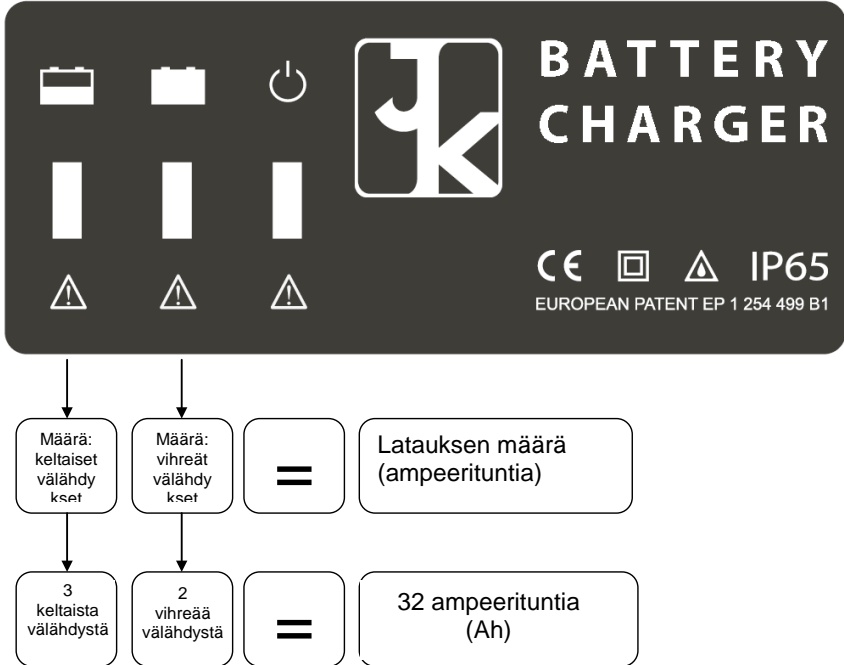 JK
BATTERY
CHARGER
CE IP65
EUROPEAN PATENT EP 1 254 499 B1
Määrä:
keltaiset
välähdy
kset
Määrä:
vihreät
välähdy
kset
=
Latauksen määrä
(ampeerituntia)
3
keltaista
välähdystä
2
vihreää
välähdystä
=
32 ampeerituntia
(Ah)